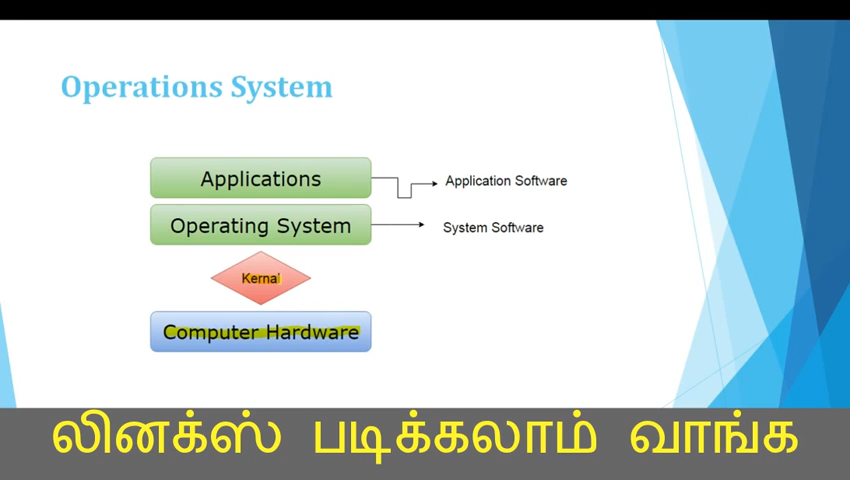 Operations System
Applications
Application Software
Operating System
System Software
Kernal
Computer Hardware
லினக்ஸ் படிக்கலாம் வாங்க